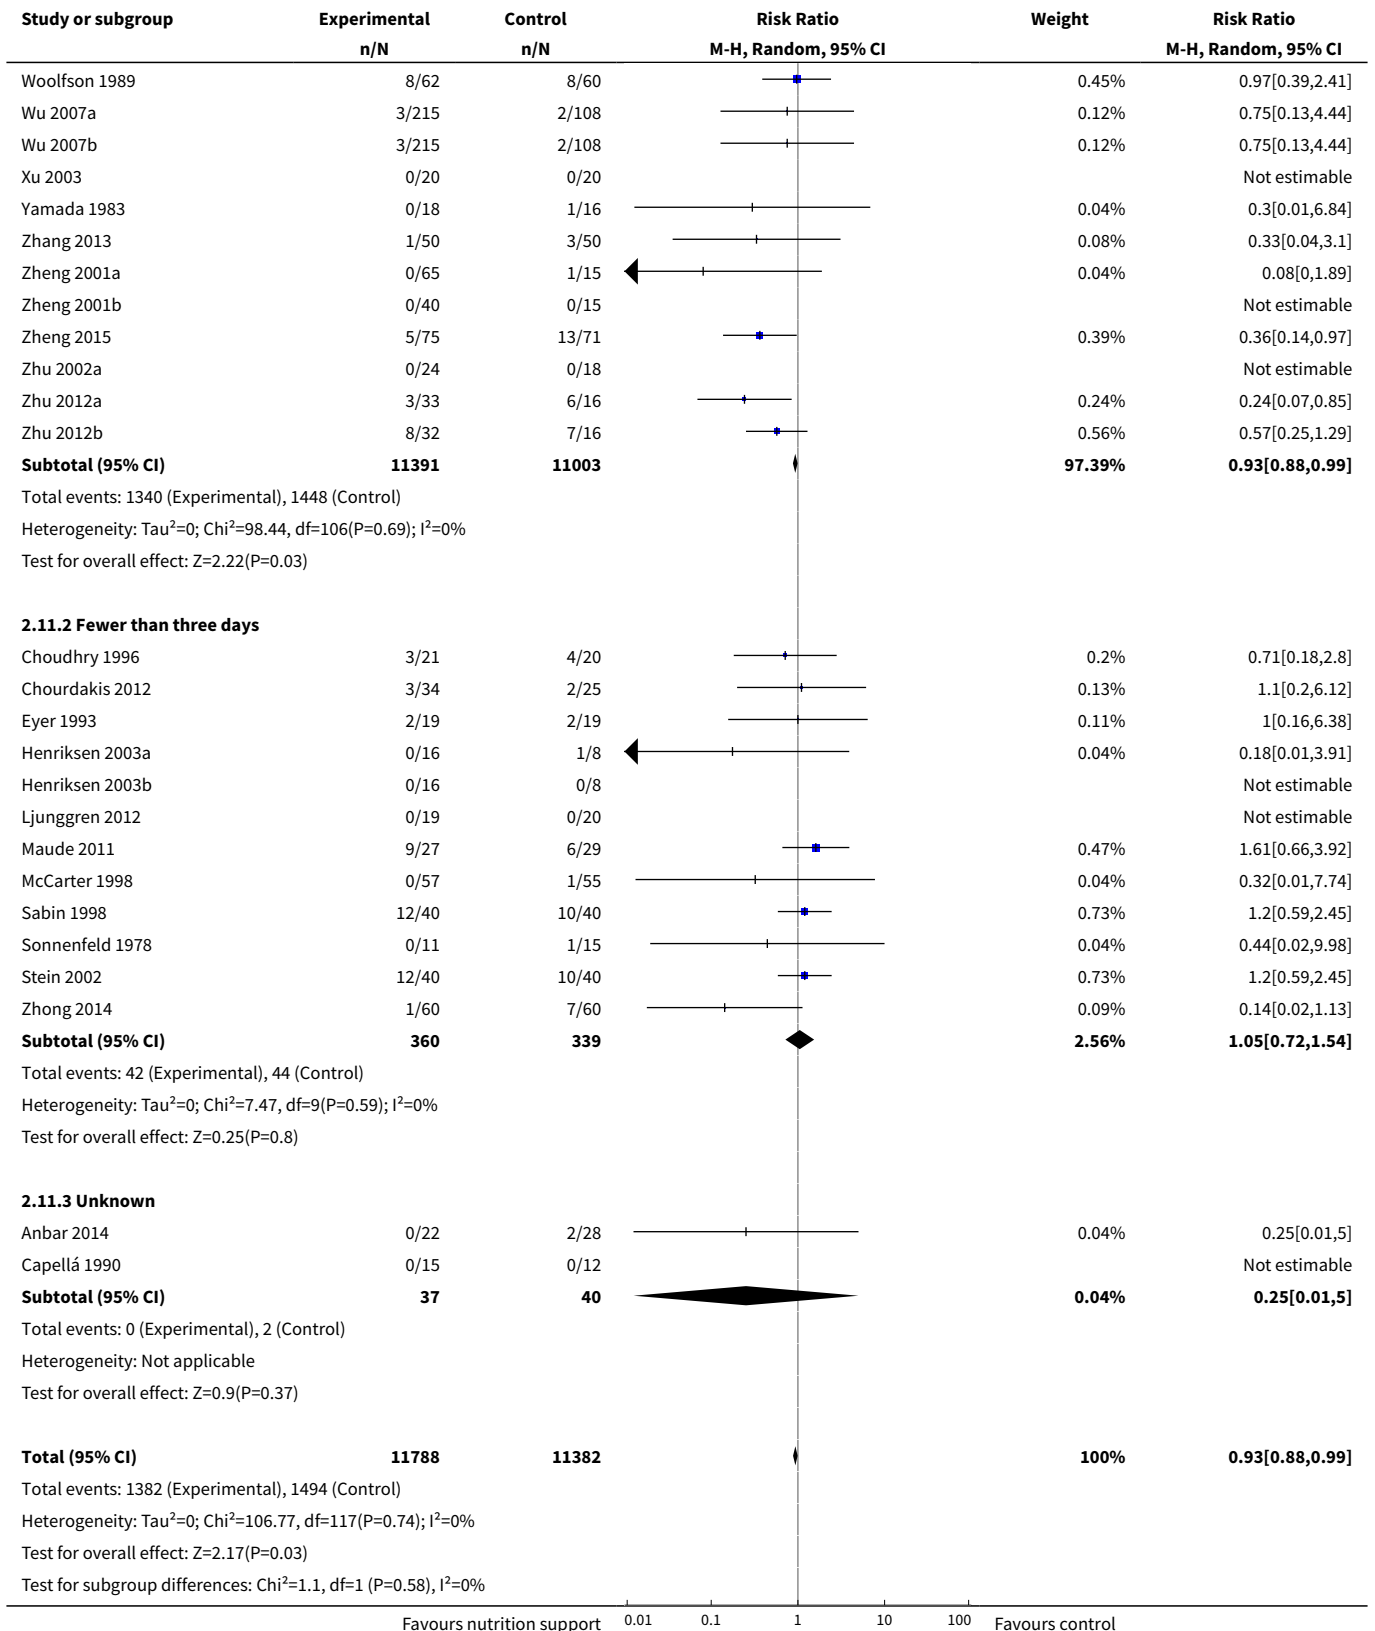 Study or subgroup Experimental Control Risk Ratio Weight Risk Ratio
n/N n/N M-H, Random, 95% CI M-H, Random, 95% CI
Woolfson 1989 8/62 8/60 0.45% 0.97[0.39,2.41]
Wu 2007a 3/215 2/108 0.12% 0.75[0.13,4.44]
Wu 2007b 3/215 2/108 0.12% 0.75[0.13,4.44]
Xu 2003 0/20 0/20 Not estimable
Yamada 1983 0/18 1/16 0.04% 0.3[0.01,6.84]
Zhang 2013 1/50 3/50 0.08% 0.33[0.04,3.1]
Zheng 2001a 0/65 1/15 0.04% 0.08[0,1.89]
Zheng 2001b 0/40 0/15 Not estimable
Zheng 2015 5/75 13/71 0.39% 0.36[0.14,0.97]
Zhu 2002a 0/24 0/18 Not estimable
Zhu 2012a 3/33 6/16 0.24% 0.24[0.07,0.85]
Zhu 2012b 8/32 7/16 0.56% 0.57[0.25,1.29]
Subtotal (95% CI) 11391 11003 97.39% 0.93[0.88,0.99]
Total events: 1340 (Experimental), 1448 (Control)
Heterogeneity: Tau²=0; Chi²=98.44, df=106(P=0.69); I²=0%
Test for overall effect: Z=2.22(P=0.03)
2.11.2 Fewer than three days
Choudhry 1996 3/21 4/20 0.2% 0.71[0.18,2.8]
Chourdakis 2012 3/34 2/25 0.13% 1.1[0.2,6.12]
Eyer 1993 2/19 2/19 0.11% 1[0.16,6.38]
Henriksen 2003a 0/16 1/8 0.04% 0.18[0.01,3.91]
Henriksen 2003b 0/16 0/8 Not estimable
Ljunggren 2012 0/19 0/20 Not estimable
Maude 2011 9/27 6/29 0.47% 1.61[0.66,3.92]
McCarter 1998 0/57 1/55 0.04% 0.32[0.01,7.74]
Sabin 1998 12/40 10/40 0.73% 1.2[0.59,2.45]
Sonnenfeld 1978 0/11 1/15 0.04% 0.44[0.02,9.98]
Stein 2002 12/40 10/40 0.73% 1.2[0.59,2.45]
Zhong 2014 1/60 7/60 0.09% 0.14[0.02,1.13]
Subtotal (95% CI) 360 339 2.56% 1.05[0.72,1.54]
Total events: 42 (Experimental), 44 (Control)
Heterogeneity: Tau²=0; Chi²=7.47, df=9(P=0.59); I²=0%
Test for overall effect: Z=0.25(P=0.8)
2.11.3 Unknown
Anbar 2014 0/22 2/28 0.04% 0.25[0.01,5]
Capellá 1990 0/15 0/12 Not estimable
Subtotal (95% CI) 37 40 0.04% 0.25[0.01,5]
Total events: 0 (Experimental), 2 (Control)
Heterogeneity: Not applicable
Test for overall effect: Z=0.9(P=0.37)
Total (95% CI) 11788 11382 100% 0.93[0.88,0.99]
Total events: 1382 (Experimental), 1494 (Control)
Heterogeneity: Tau²=0; Chi²=106.77, df=117(P=0.74); I²=0%
Test for overall effect: Z=2.17(P=0.03)
Test for subgroup differences: Chi²=1.1, df=1 (P=0.58), I²=0%
Favours nutrition support 0.01 0.1 1 10 100 Favours control